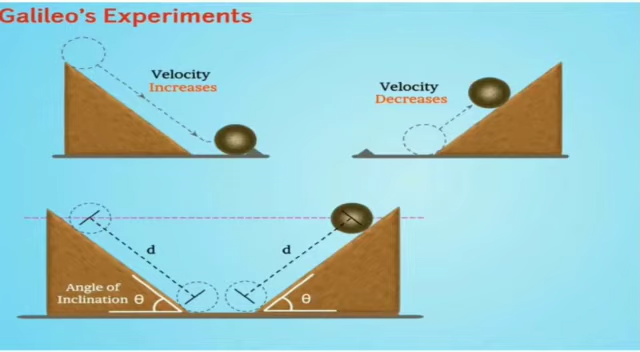 Galileo's Experiments
Velocity
Increases
Velocity
Decreases
d
d
Angle of
Inclination θ
θ